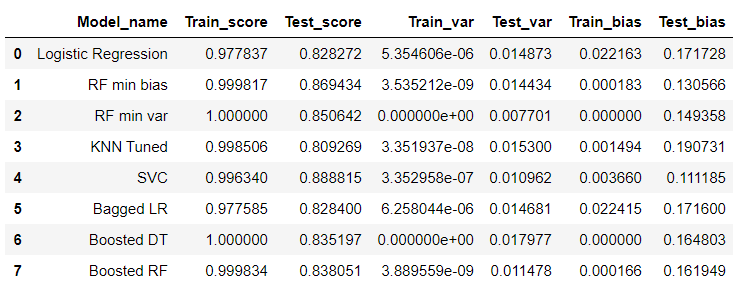 Model_name Train_score Test_score Train_var Test_var Train_bias Test_bias
0 Logistic Regression 0.977837 0.828272 5.354606e-06 0.014873 0.022163 0.171728
1 RF min bias 0.999817 0.869434 3.535212e-09 0.014434 0.000183 0.130566
2 RF min var 1.000000 0.850642 0.000000e+00 0.007701 0.000000 0.149358
3 KNN Tuned 0.998506 0.809269 3.351937e-08 0.015300 0.001494 0.190731
4 SVC 0.996340 0.888815 3.352958e-07 0.010962 0.003660 0.111185
5 Bagged LR 0.977585 0.828400 6.258044e-06 0.014681 0.022415 0.171600
6 Boosted DT 1.000000 0.835197 0.000000e+00 0.017977 0.000000 0.164803
7 Boosted RF 0.999834 0.838051 3.889559e-09 0.011478 0.000166 0.161949